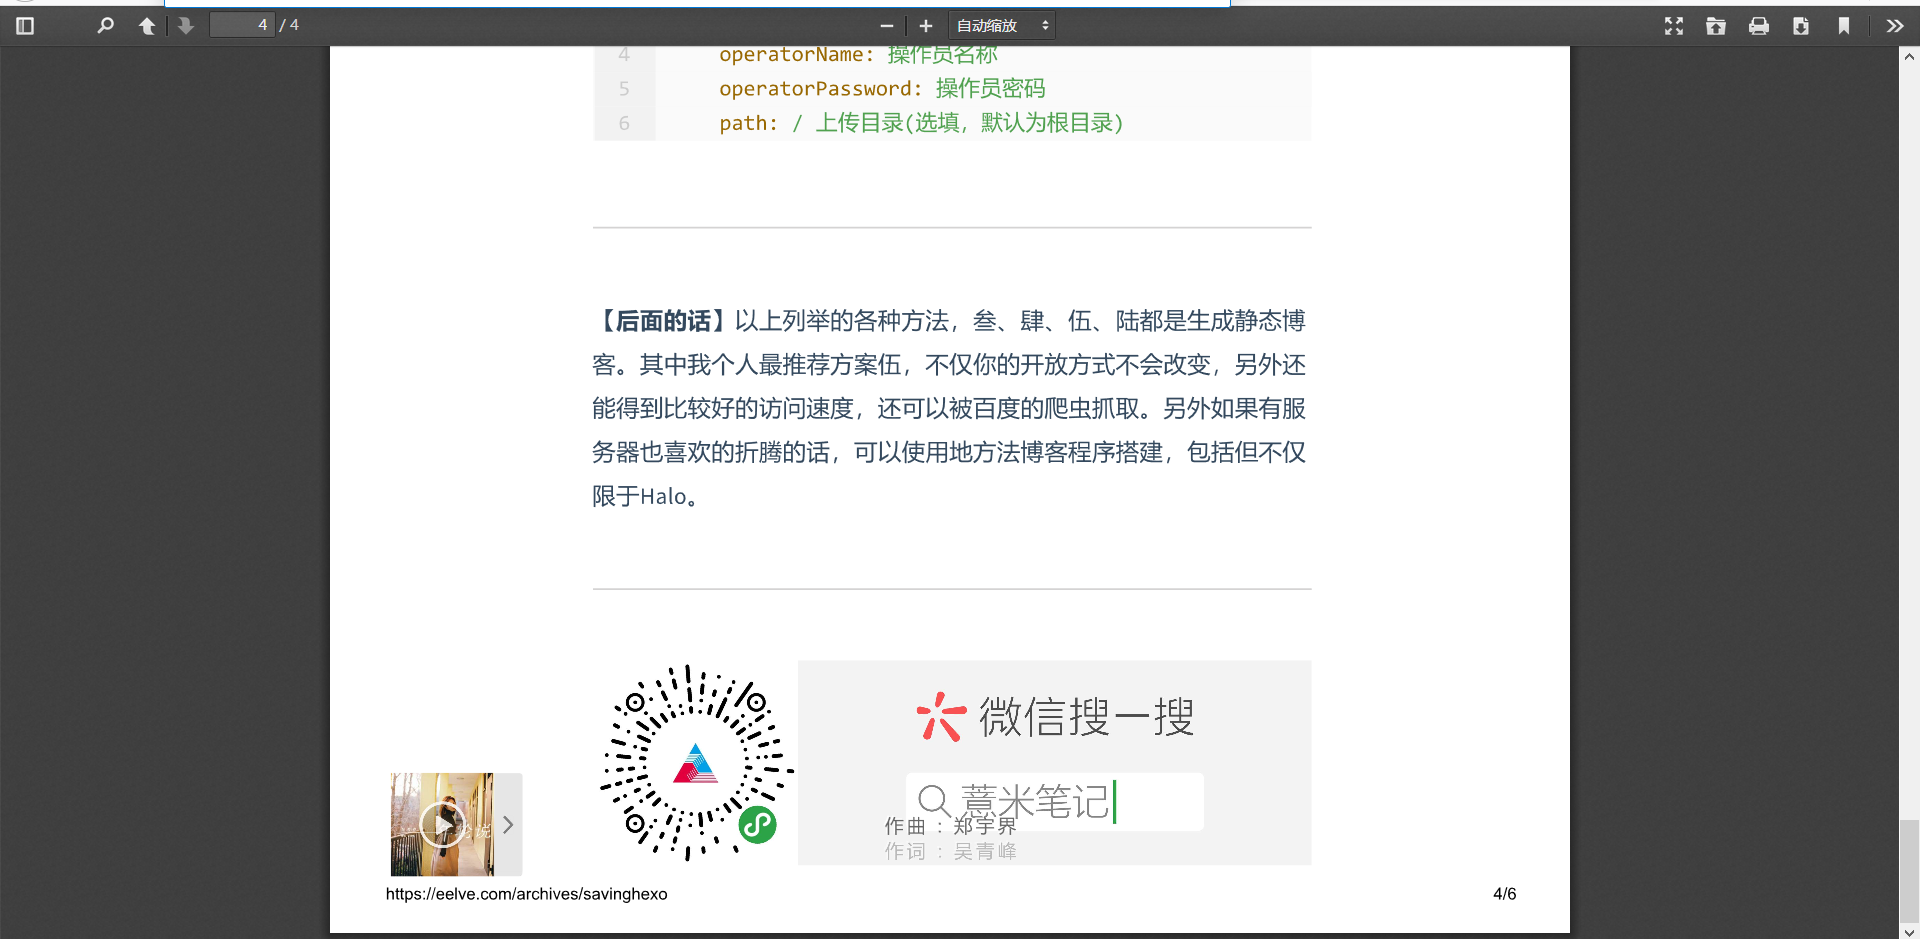 4 / 4
自动缩放
4 operatorName: 操作员名称
5 operatorPassword: 操作员密码
6 path: / 上传目录(选填，默认为根目录)
【后面的话】以上列举的各种方法，叁、肆、伍、陆都是生成静态博
客。其中我个人最推荐方案伍，不仅你的开放方式不会改变，另外还
能得到比较好的访问速度，还可以被百度的爬虫抓取。另外如果有服
务器也喜欢的折腾的话，可以使用地方法博客程序搭建，包括但不仅
限于Halo。
微信搜一搜
薏米笔记
作曲 : 郑宇界
作词 : 吴青峰
https://eelve.com/archives/savinghexo
4/6